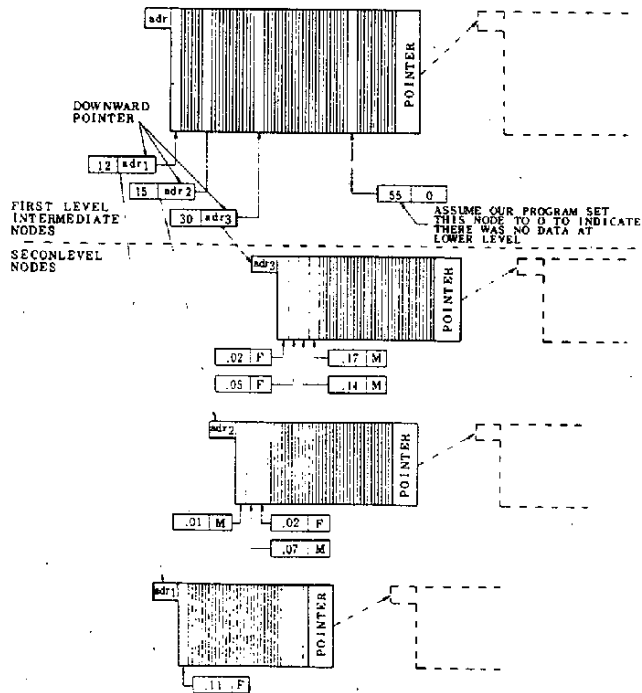 adr
POINTER
DOWNWARD
POINTER
12 adr1
15 adr2
30 adr3
55 0
FIRST LEVEL
INTERMEDIATE
NODES
ASSUME OUR PROGRAM SET
THIS NODE TO 0 TO INDICATE
THERE WAS NO DATA AT
LOWER LEVEL
SECONLEVEL
NODES
adr3
POINTER
.02 F
.17 M
.05 F
.14 M
adr2
POINTER
.01 M
.02 F
.07 M
adr1
POINTER
.11 F